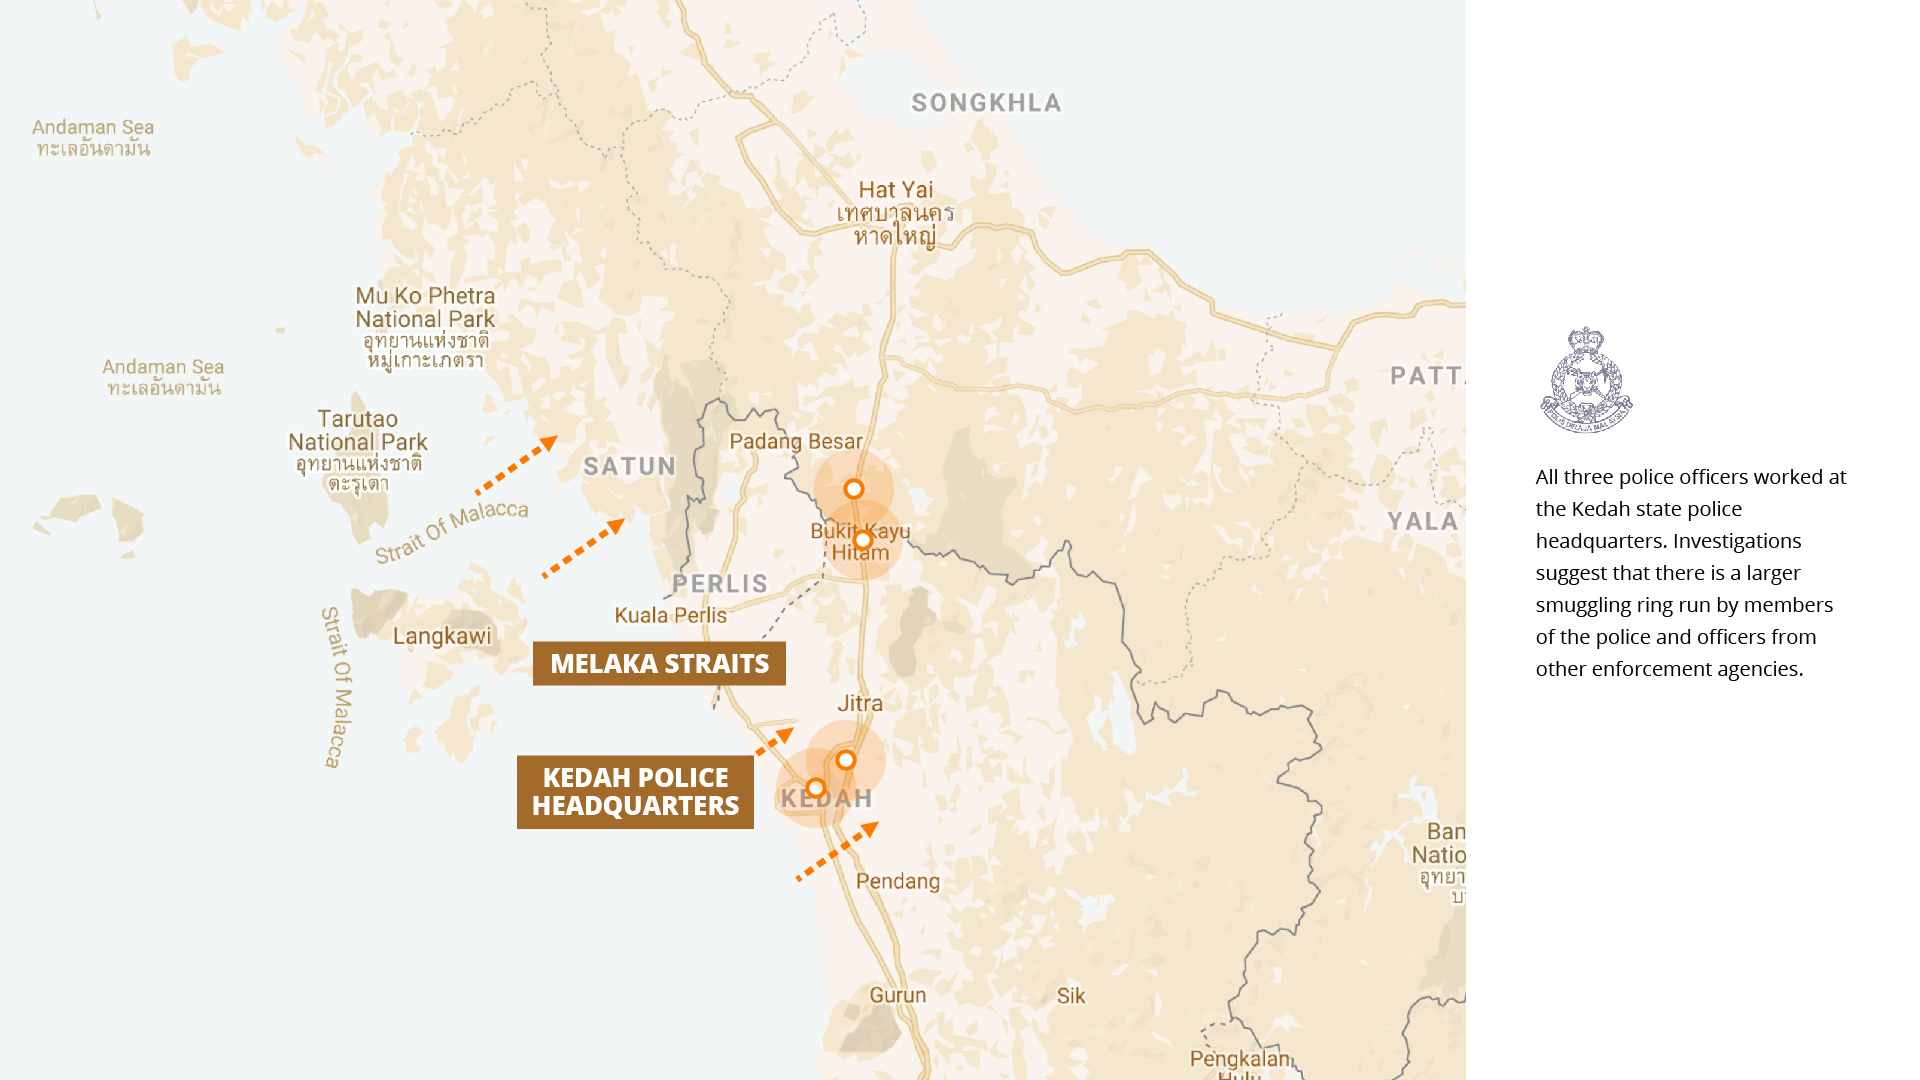 SONGKHLA
Andaman Sea
ทะเลอันดามัน
Hat Yai
เทศบาลนคร
หาดใหญ่
Mu Ko Phetra
National Park
อุทยานแห่งชาติ
หมู่เกาะเภตรา
Andaman Sea
ทะเลอันดามัน
PATTA
Tarutao
National Park
อุทยานแห่งชาติ
ตะรุเตา
Padang Besar
SATUN
Strait Of Malacca
YALA
Bukit Kayu
Hitam
PERLIS
Kuala Perlis
Langkawi
Strait Of Malacca
MELAKA STRAITS
Jitra
KEDAH POLICE
HEADQUARTERS
KEDAH
Ban
Natio
อุทยา
บ
Pendang
Gurun
Sik
Pengkalan
Hulu
POLIS DIRAJA MALAYSIA
All three police officers worked at
the Kedah state police
headquarters. Investigations
suggest that there is a larger
smuggling ring run by members
of the police and officers from
other enforcement agencies.